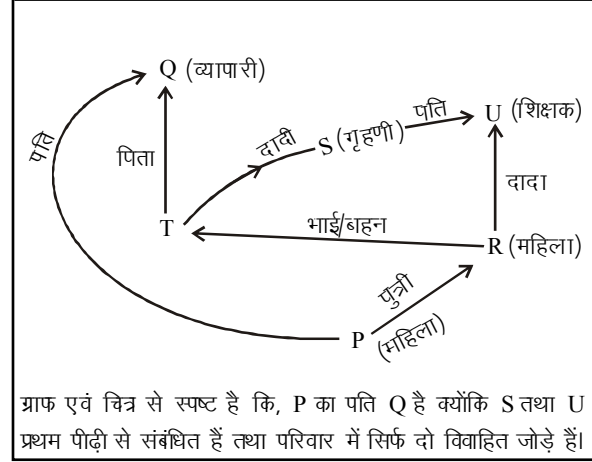 Q (व्यापारी)
पति
पिता
दादी
S (गृहणी)
पति
U (शिक्षक)
दादा
T
भाई/बहन
R (महिला)
पुत्री
P
(महिला)
ग्राफ एवं चित्र से स्पष्ट है कि, P का पति Q है क्योंकि S तथा U
प्रथम पीढ़ी से संबंधित हैं तथा परिवार में सिर्फ दो विवाहित जोड़े हैं।